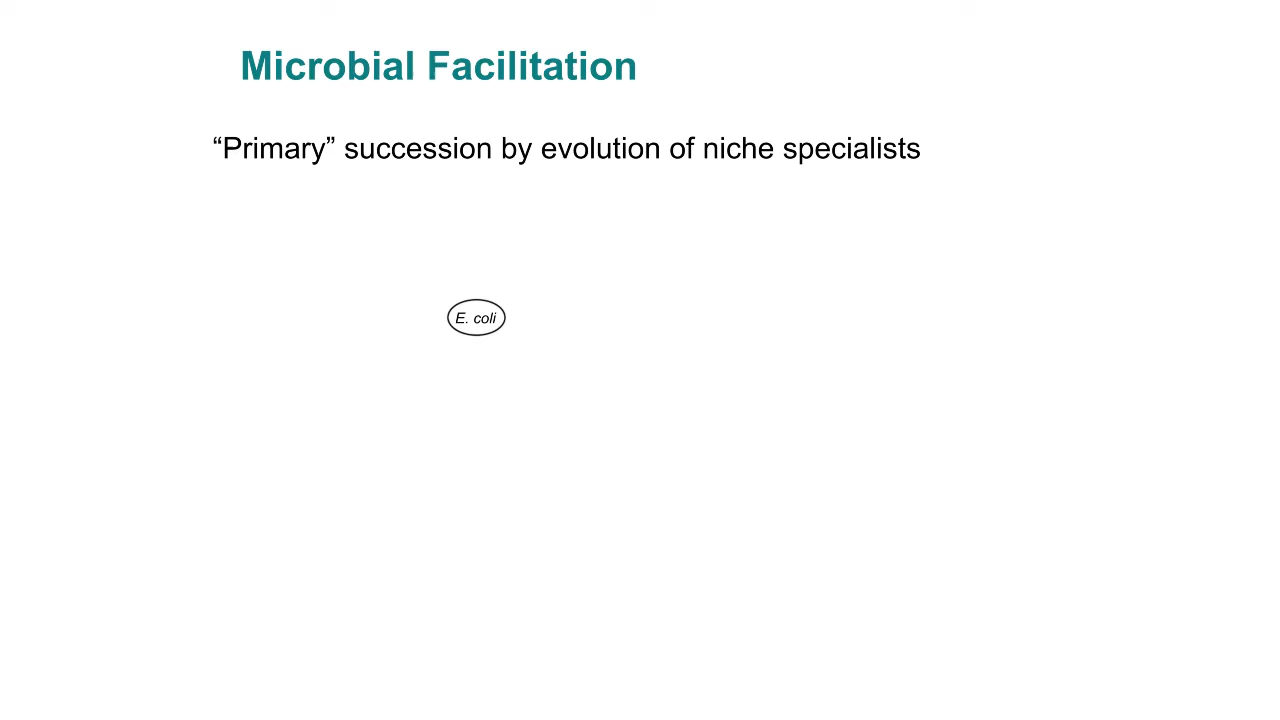 Microbial Facilitation
“Primary” succession by evolution of niche specialists
E. coli